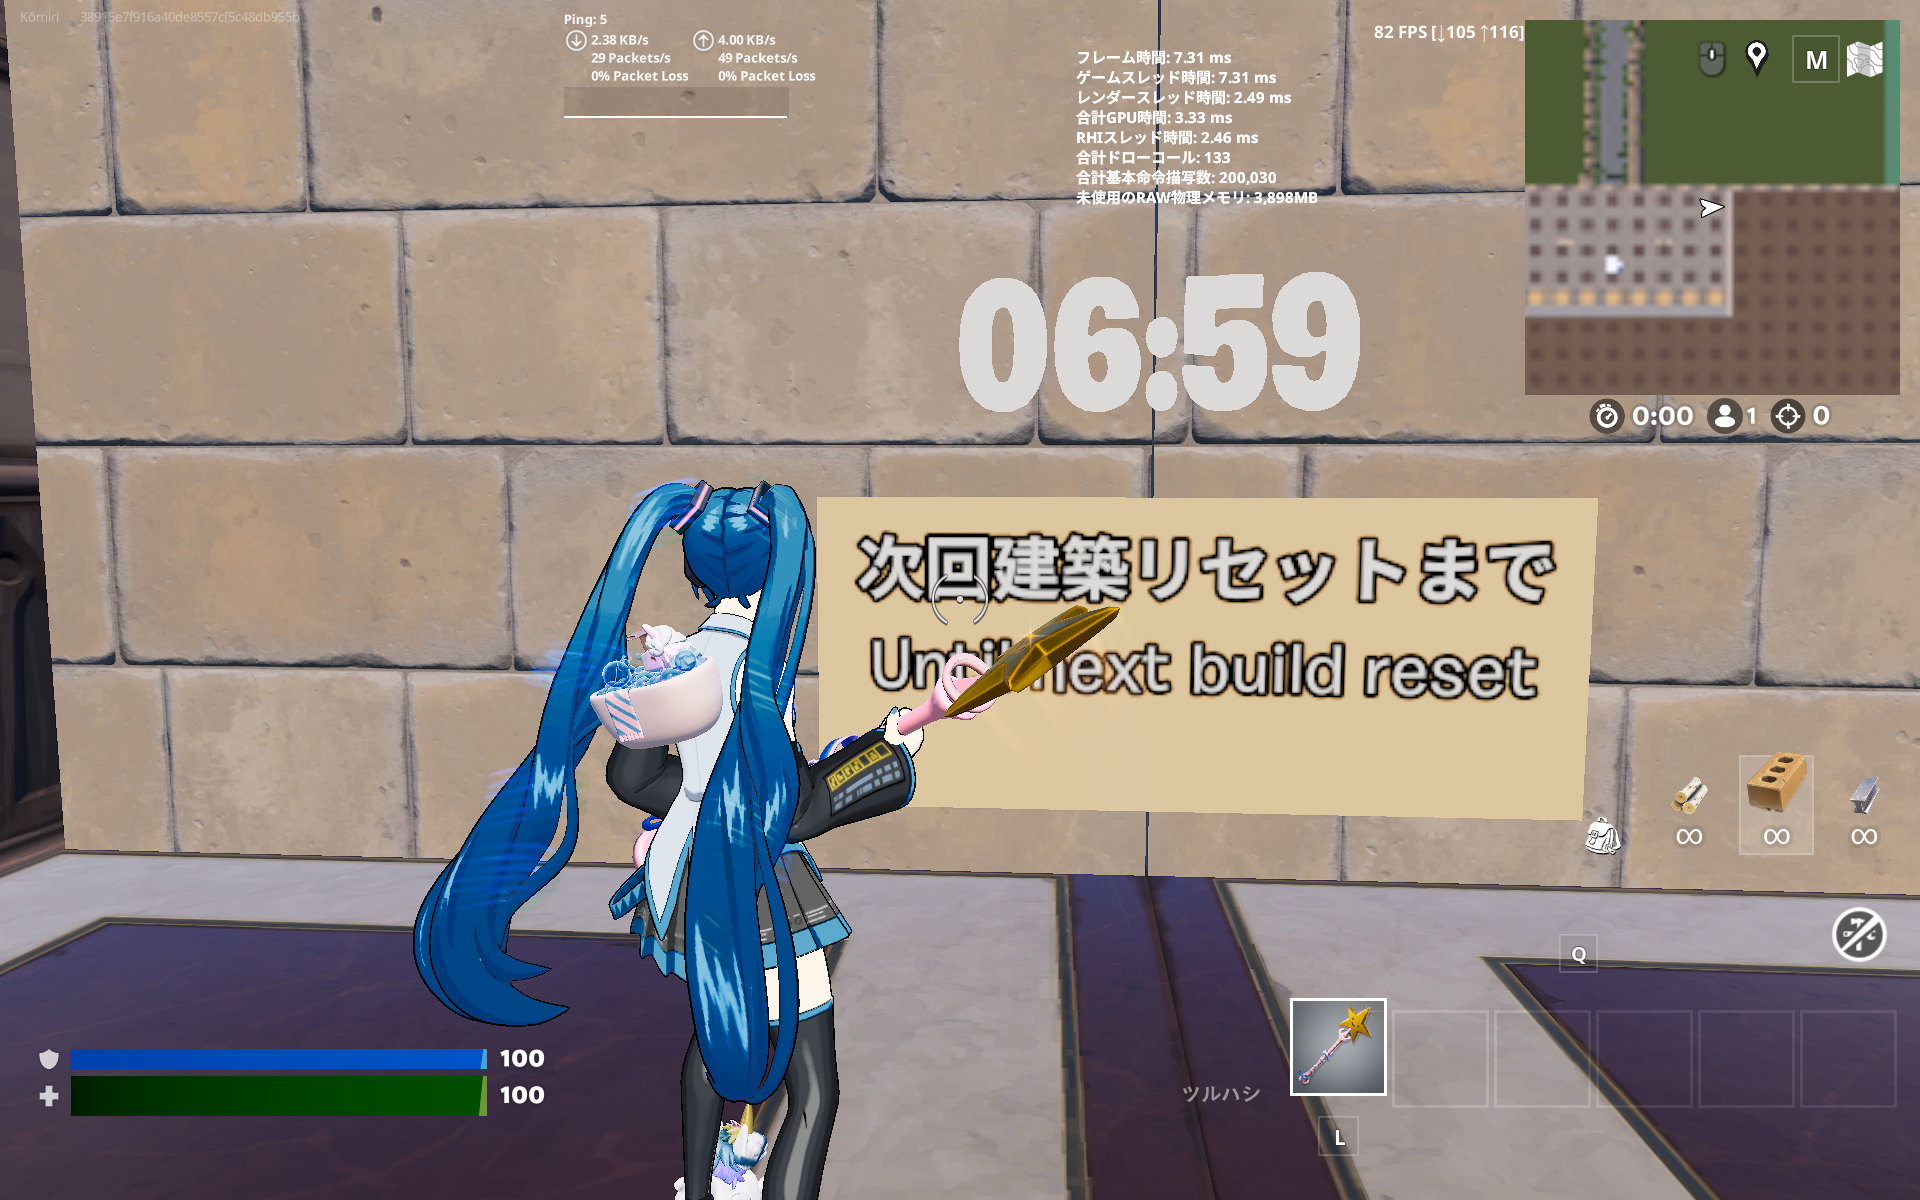 Kömiri 38915e7f916a40de8557cf5c48db955b
Ping: 5
2.38 KB/s 4.00 KB/s
29 Packets/s 49 Packets/s
0% Packet Loss 0% Packet Loss
82 FPS [↓105 ↑116]
フレーム時間: 7.31 ms
ゲームスレッド時間: 7.31 ms
レンダースレッド時間: 2.49 ms
合計GPU時間: 3.33 ms
RHIスレッド時間: 2.46 ms
合計ドローコール: 133
合計基本命令描写数: 200,030
未使用のRAW物理メモリ: 3,898MB
M
0:00 1 0
06:59
次回建築リセットまで
Until next build reset
∞ ∞ ∞
Q
100
100
ツルハシ
L